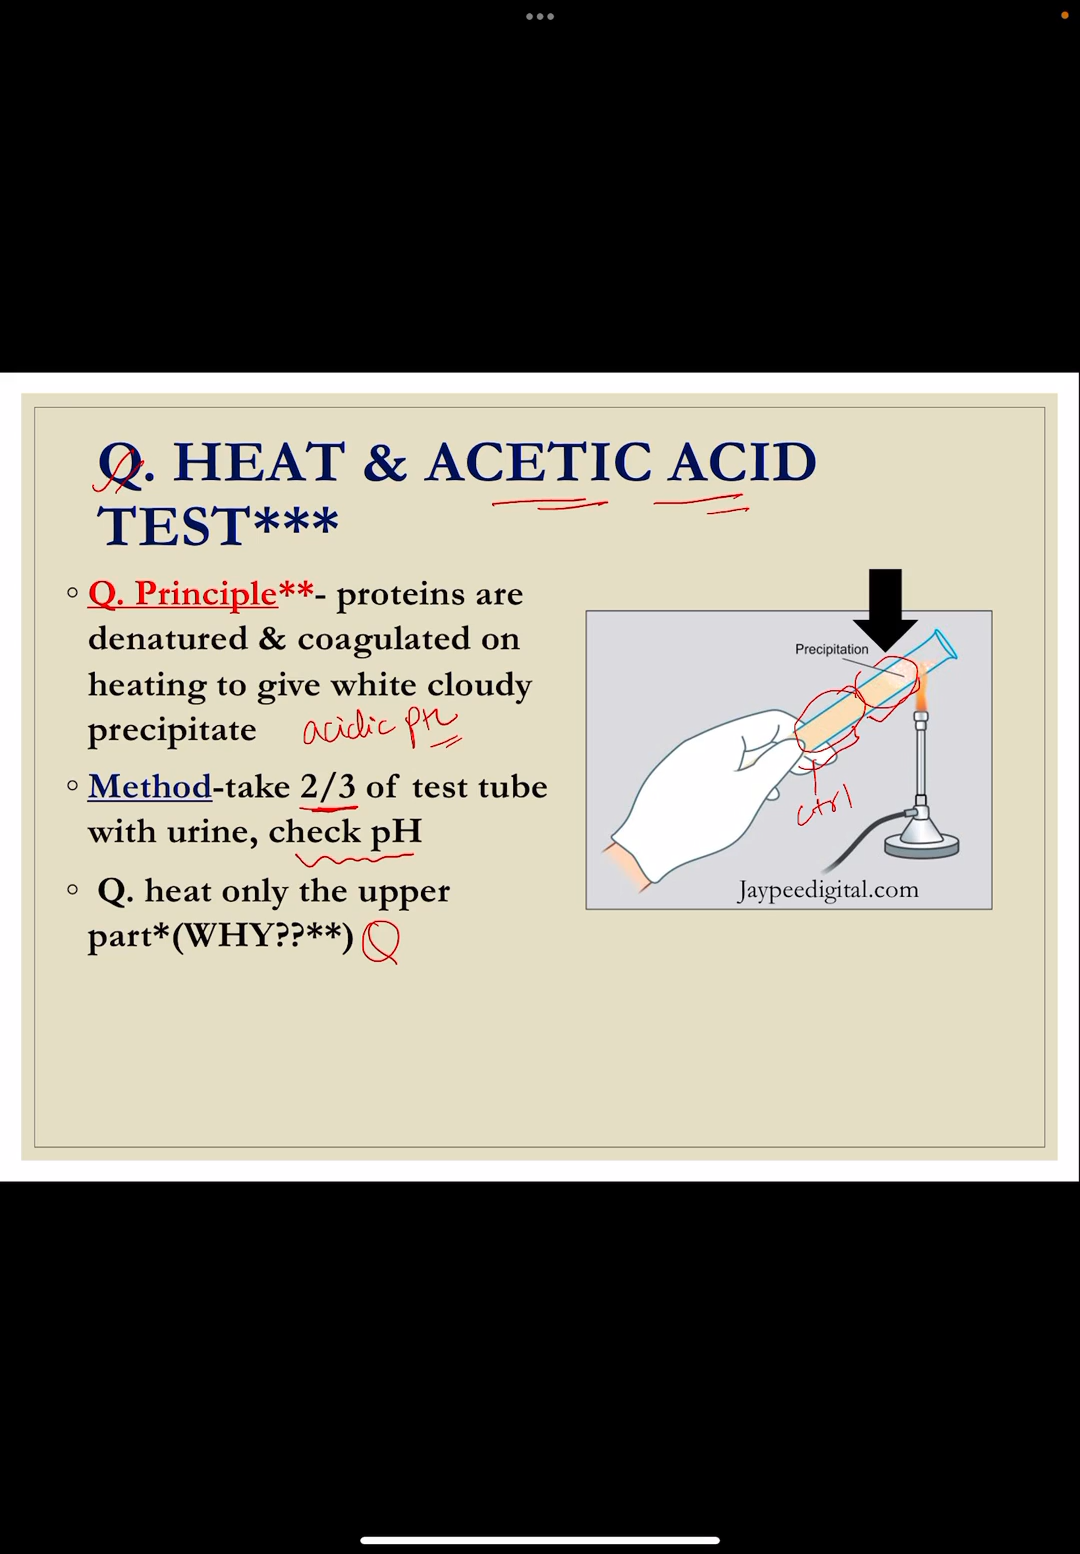 Q. HEAT & ACETIC ACID
TEST***
Q. Principle**- proteins are
denatured & coagulated on
heating to give white cloudy
precipitate acidic pH
Method-take 2/3 of test tube
with urine, check pH
Q. heat only the upper
part*(WHY??**) Q
Precipitation
ctrl
Jaypeedigital.com